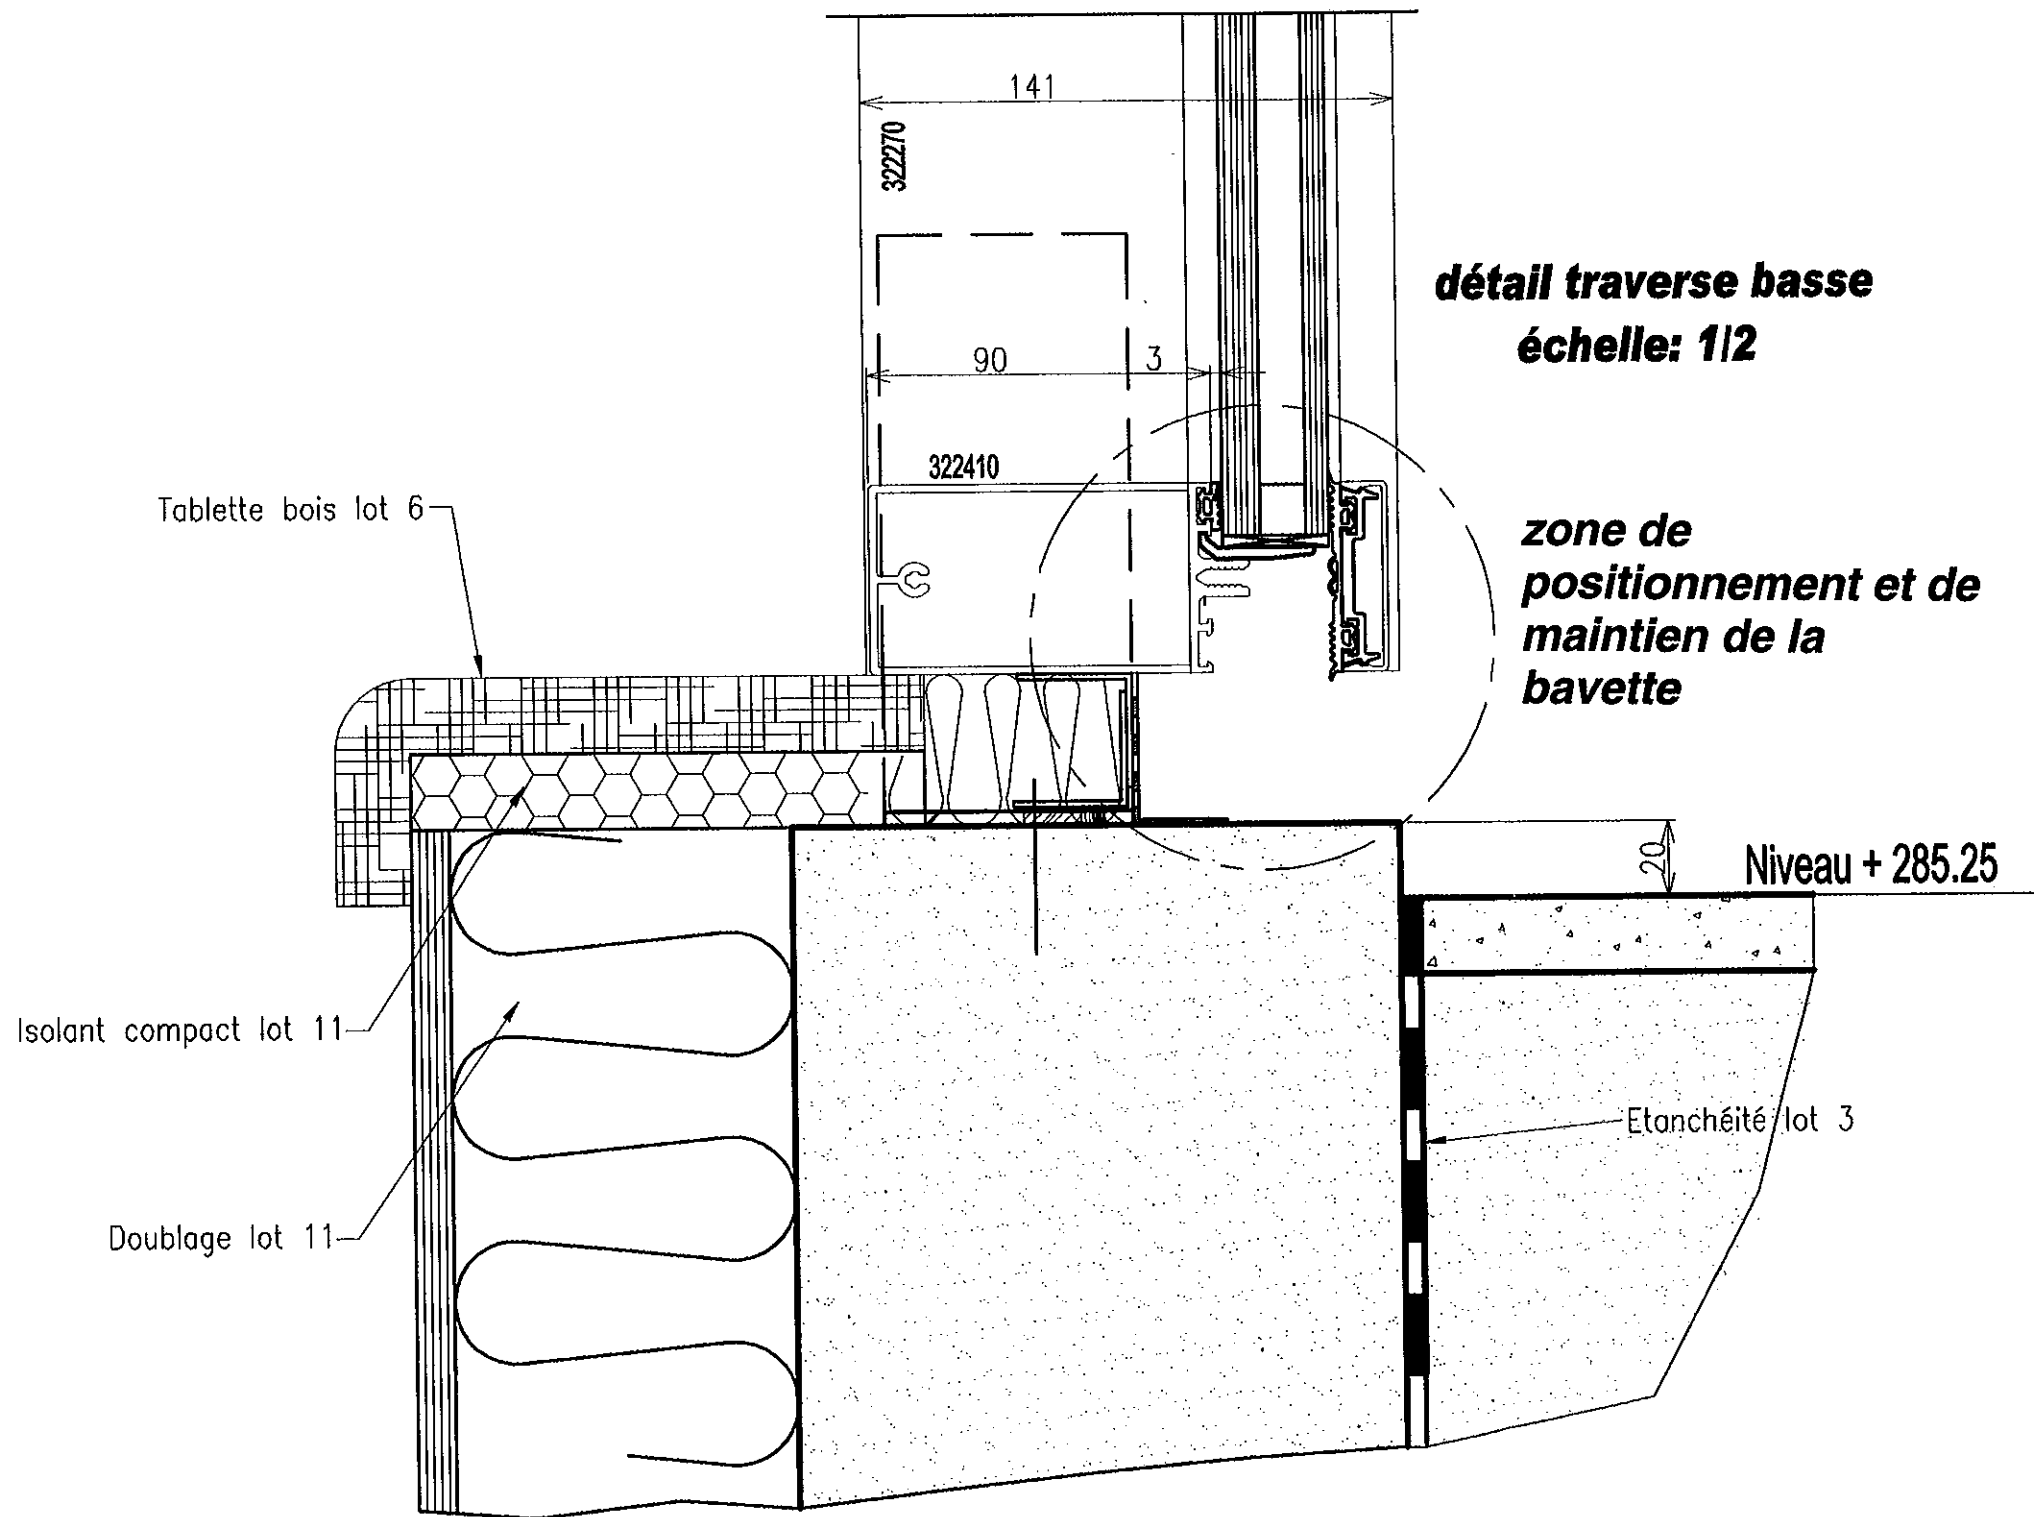 141
322270
détail traverse basse
échelle: 1/2
90
3
322410
Tablette bois lot 6
zone de
positionnement et de
maintien de la
bavette
20
Niveau + 285.25
Isolant compact lot 11
Etanchéité lot 3
Doublage lot 11